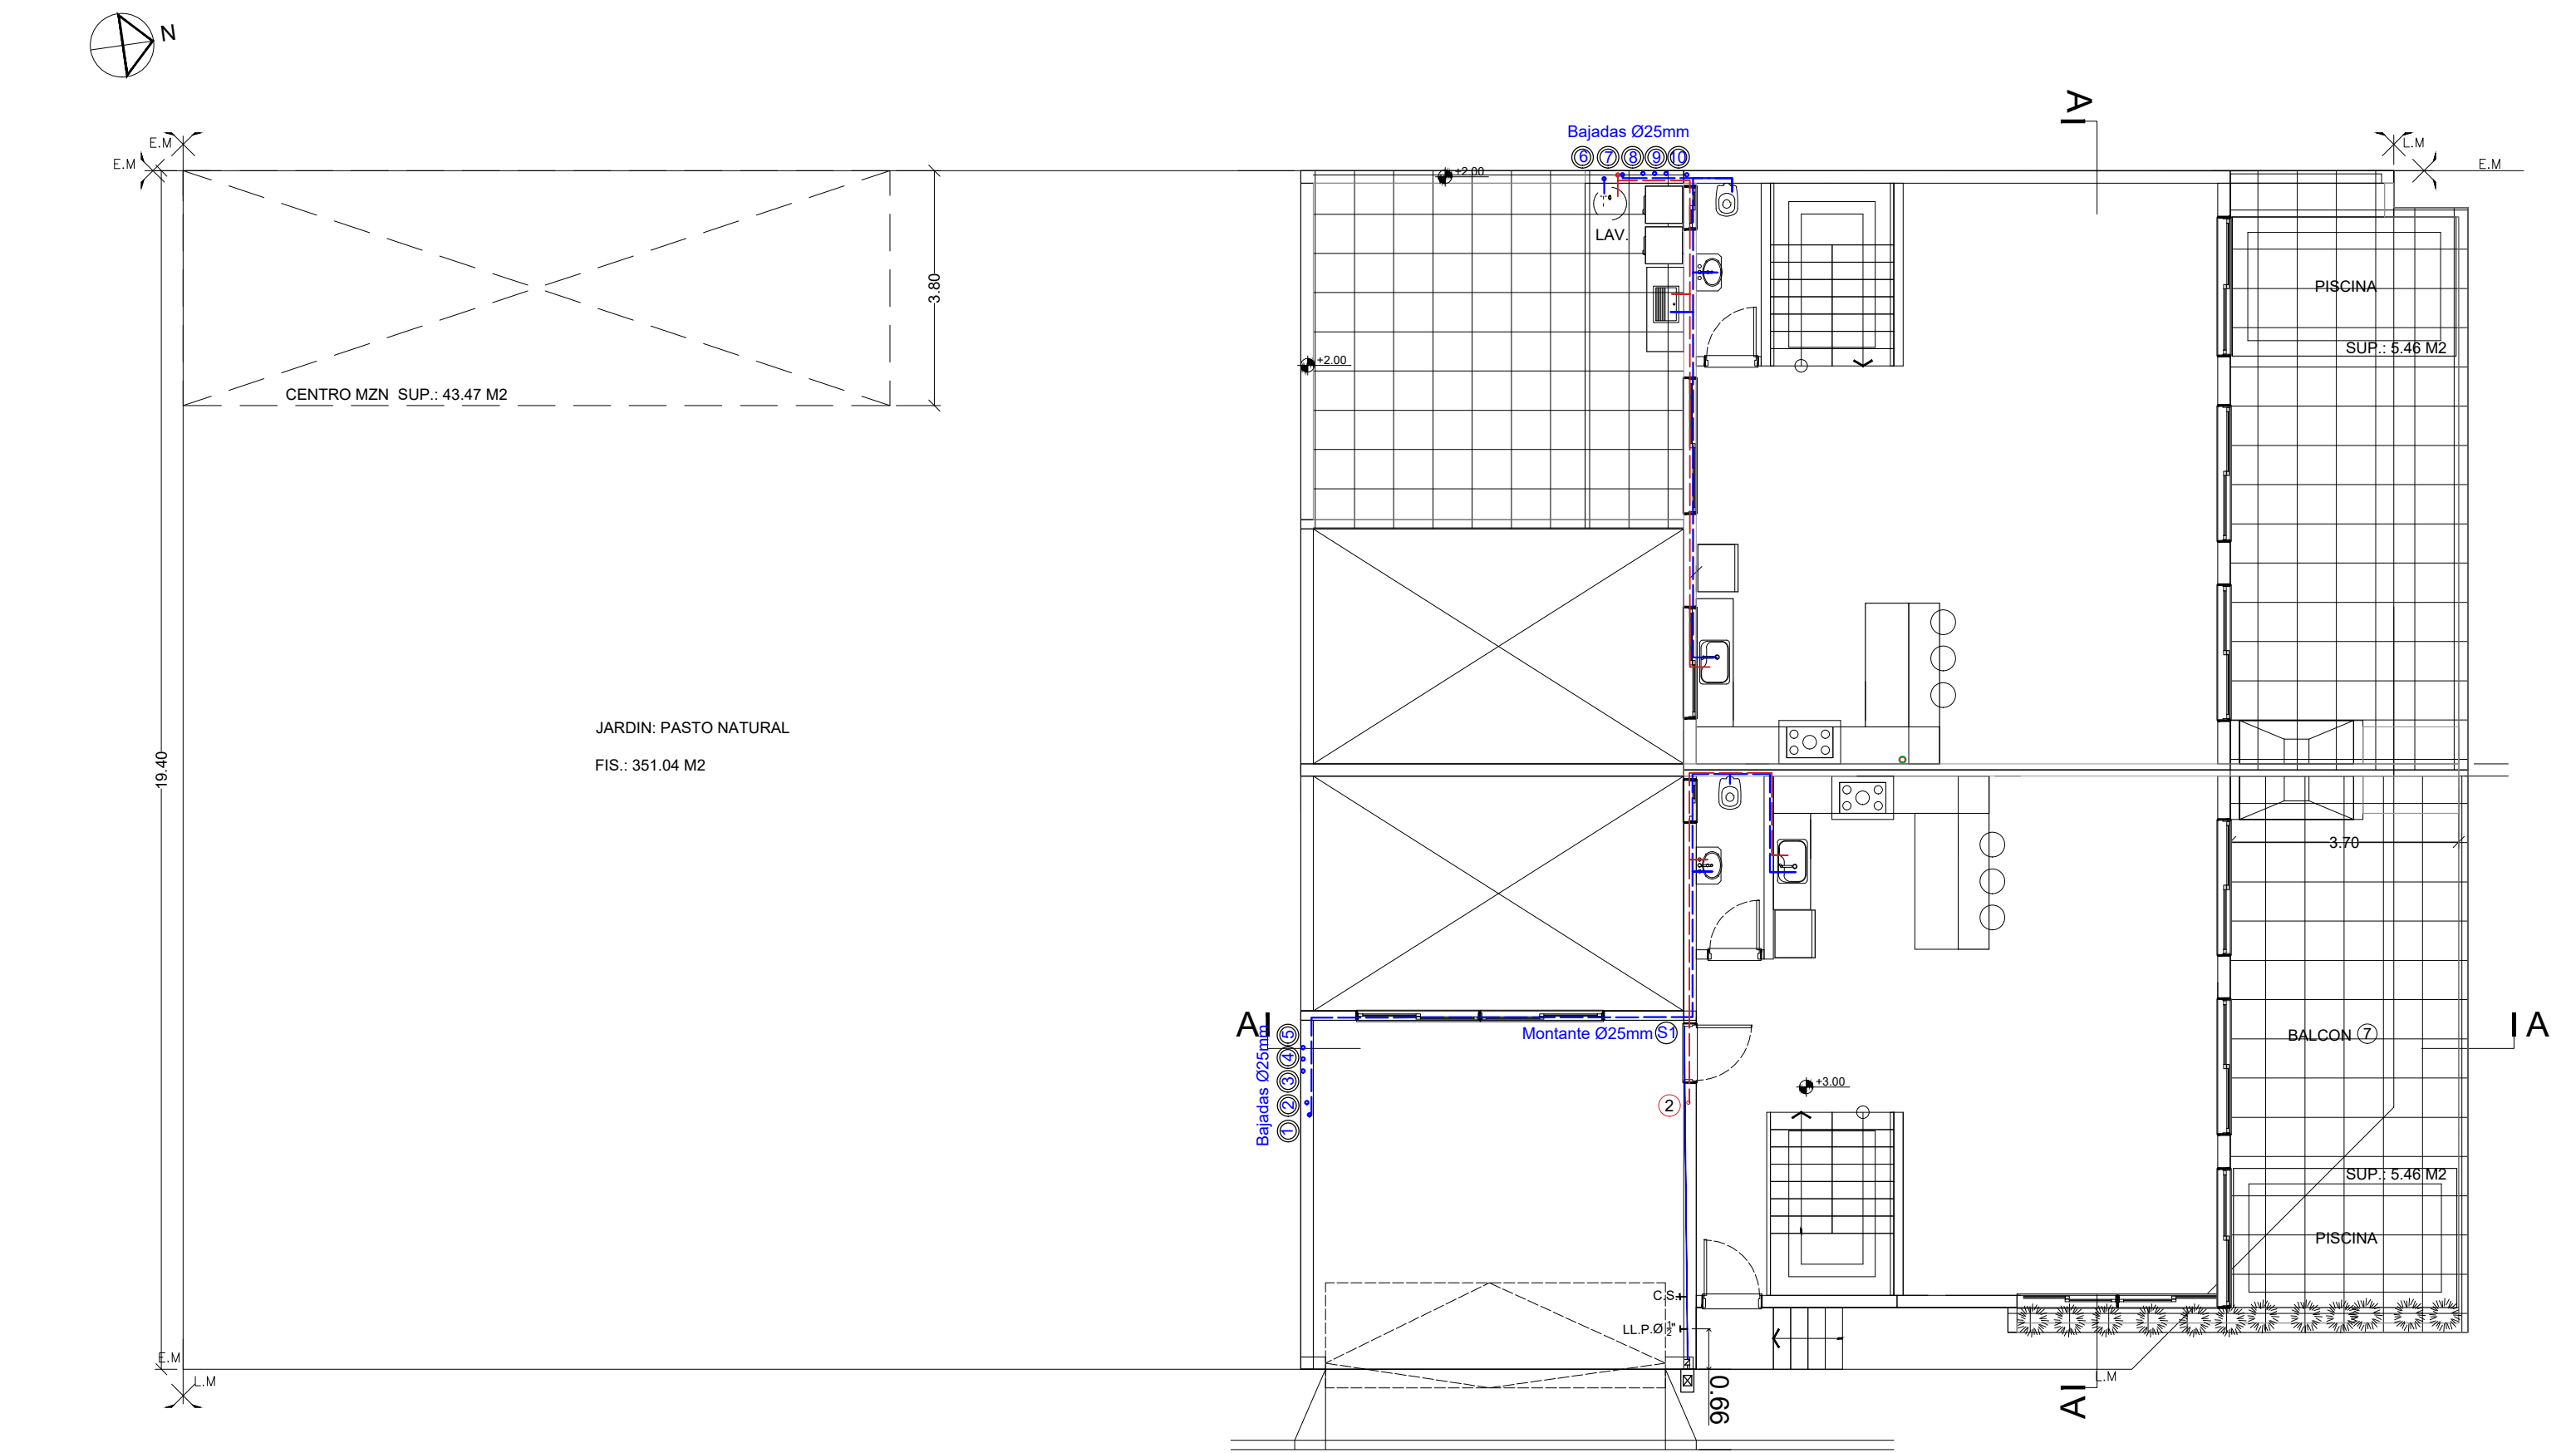 N
A
Bajadas Ø25mm
6 7 8 9 10
E.M
E.M
L.M
E.M
+2.00
LAV.
3.80
PISCINA
SUP.: 5.46 M2
+2.00
CENTRO MZN SUP.: 43.47 M2
JARDIN: PASTO NATURAL
FIS.: 351.04 M2
19.40
3.70
A
Bajadas Ø25mm
1 2 3 4 5
Montante Ø25mm S1
BALCON 7
A
+3.00
2
SUP.: 5.46 M2
PISCINA
C.S.
LL.P.Ø 1/2"
E.M
L.M
0.66
L.M
A